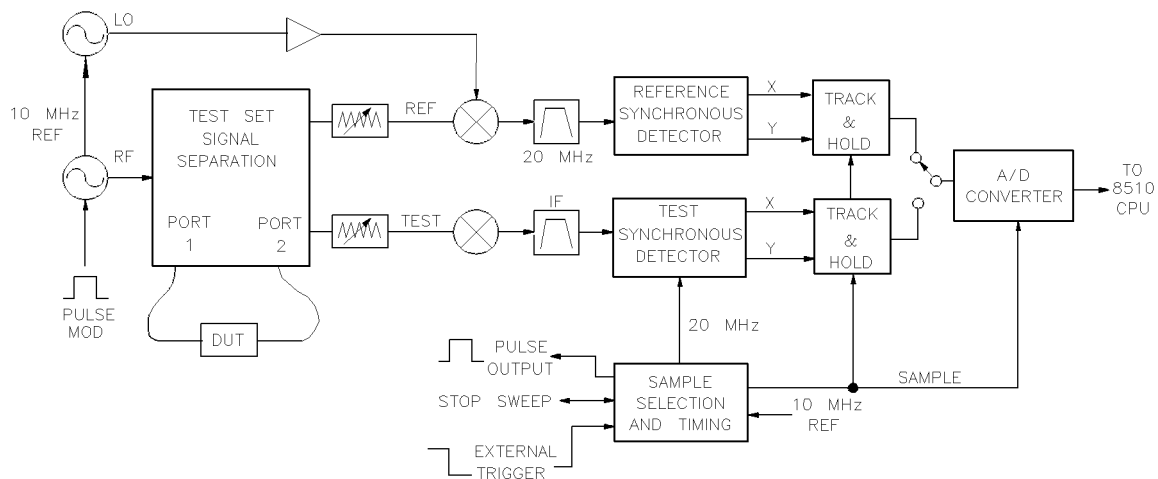 LO
10 MHz
REF
RF
PULSE
MOD
TEST SET
SIGNAL
SEPARATION
PORT
1
PORT
2
DUT
REF
TEST
20 MHz
IF
REFERENCE
SYNCHRONOUS
DETECTOR
X
Y
TRACK
&
HOLD
TEST
SYNCHRONOUS
DETECTOR
X
Y
TRACK
&
HOLD
A/D
CONVERTER
TO
8510
CPU
20 MHz
PULSE
OUTPUT
STOP SWEEP
EXTERNAL
TRIGGER
SAMPLE
SELECTION
AND TIMING
SAMPLE
10 MHz
REF